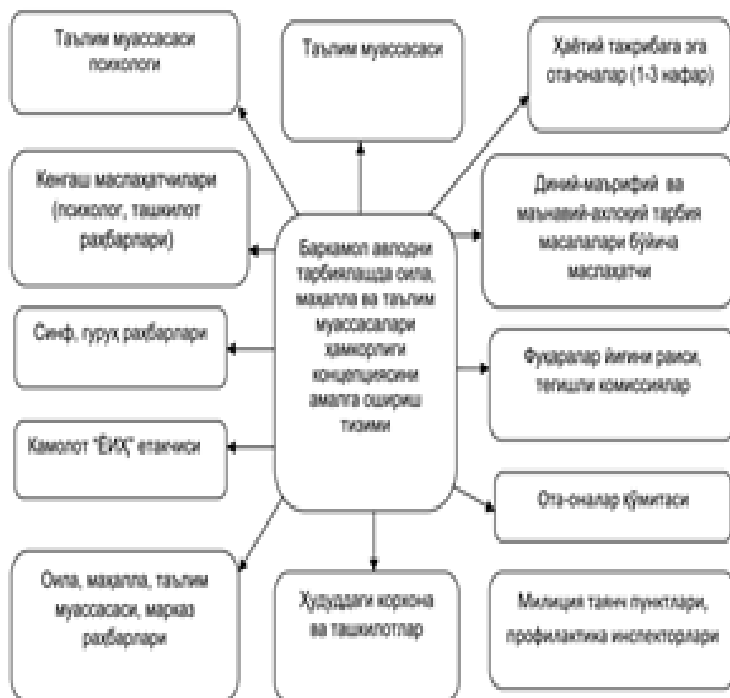 Таълим муассасаси
психологи
Таълим муассасаси
Ҳаётий тажрибага эга
ота-оналар (1-3 нафар)
Кенгаш маслаҳатчилари
(психолог, ташкилот
раҳбарлари)
Диний-маърифий ва
маънавий-ахлоқий тарбия
масалалари бўйича
маслаҳатчи
Баркамол авлодни
тарбиялашда оила,
маҳалла ва таълим
муассасалари
ҳамкорлиги
концепциясини
амалга ошириш
тизими
Синф, гуруҳ раҳбарлари
Фуқаралар йиғини раиси,
тегишли комиссиялар
Камолот "ЁИҲ" етакчиси
Ота-оналар қўмитаси
Оила, маҳалла, таълим
муассасаси, марказ
раҳбарлари
Ҳудуддаги корхона
ва ташкилотлар
Милиция таянч пунктлари,
профилактика инспекторлари